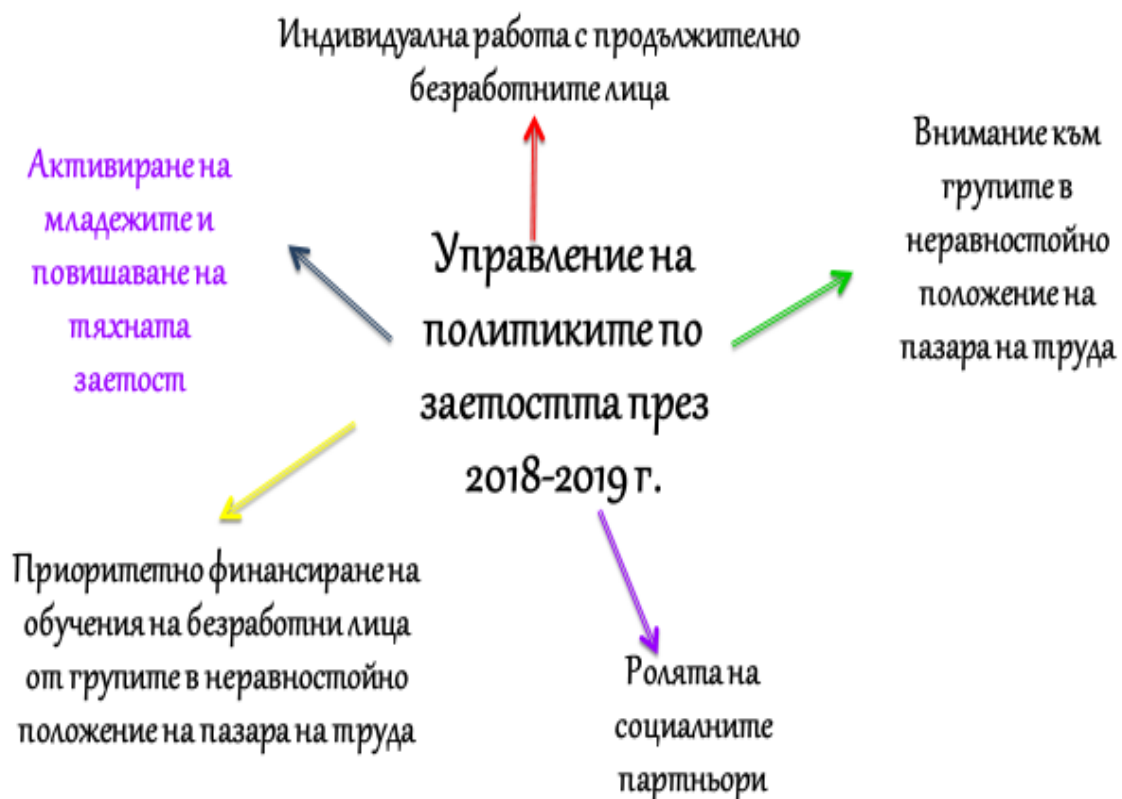 Индивидуална работа с продължително
безработните лица
Активиране на
младежите и
повишаване на
тяхната
заетост
Управление на
политиките по
заетостта през
2018-2019 г.
Внимание към
групите в
неравностойно
положение на
пазара на труда
Приоритетно финансиране на
обучения на безработни лица
от групите в неравностойно
положение на пазара на труда
Ролята на
социалните
партньори